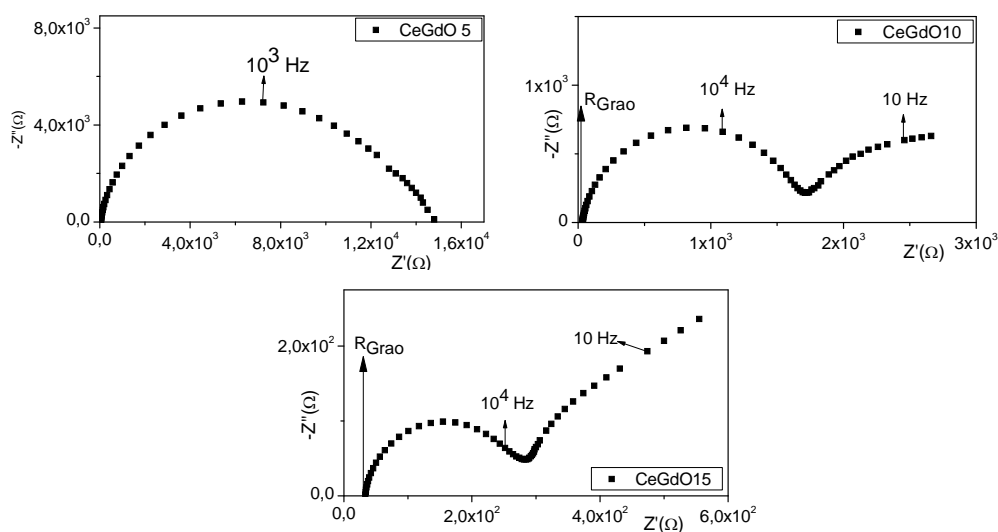 8,0x10³
4,0x10³
0,0
-Z"(Ω)
CeGdO 5
10³ Hz
0,0
4,0x10³
8,0x10³
1,2x10⁴
1,6x10⁴
Z'(Ω)
1x10³
0
-Z"(Ω)
CeGdO10
R_Grao
10⁴ Hz
10 Hz
0
1x10³
2x10³
3x10³
Z'(Ω)
2,0x10²
0,0
-Z"(Ω)
R_Grao
10⁴ Hz
10 Hz
CeGdO15
0,0
2,0x10²
4,0x10²
6,0x10²
Z'(Ω)